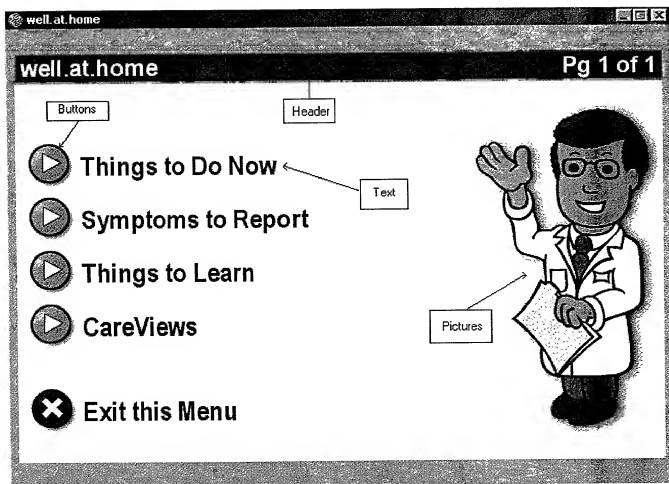 well.at.home
well.at.home Pg 1 of 1
Buttons
Header
Things to Do Now
Text
Symptoms to Report
Things to Learn
Pictures
CareViews
Exit this Menu